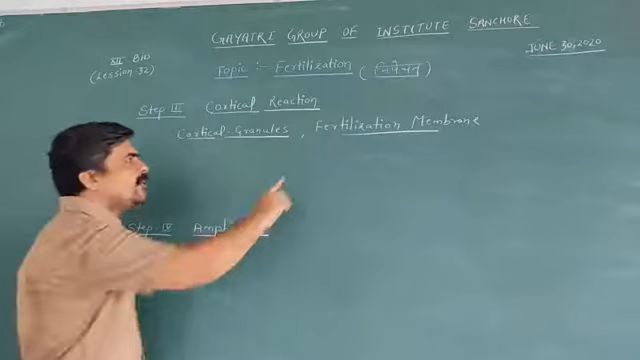 GAYATRI GROUP OF INSTITUTE SANCHORE
JUNE 30, 2020
XII Bio
(Lession-32)
Topic :- Fertilization (निषेचन)
Step III Cortical Reaction
Cortical Granules, Fertilization Membrane
Step-IV